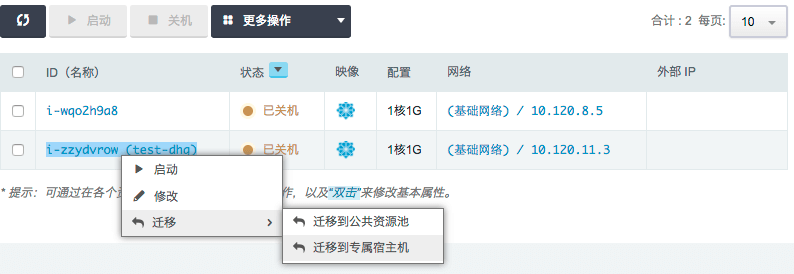 启动 关机 更多操作 合计 : 2 每页: 10
ID（名称） 状态 映像 配置 网络 外部 IP
i-wqo2h9a8 已关机 1核1G (基础网络) / 10.120.8.5
i-zzydvrow (test-dha) 已关机 1核1G (基础网络) / 10.120.11.3
启动
* 提示：可通过在各个 作，以及“双击”来修改基本属性。
修改
迁移
迁移到公共资源池
迁移到专属宿主机